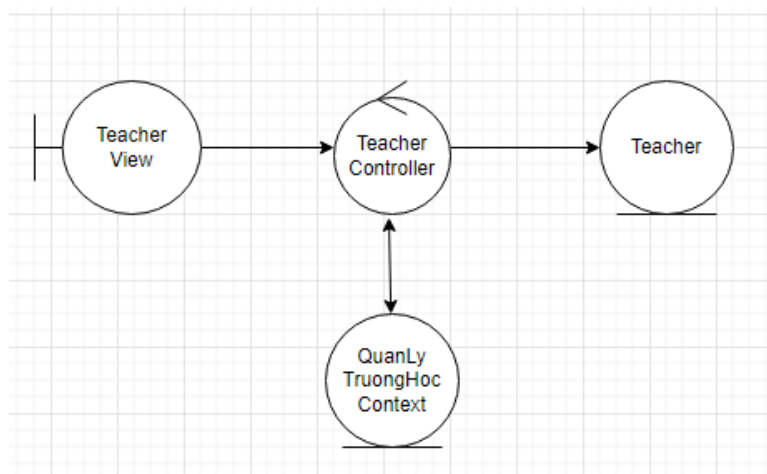 Teacher
View
Teacher
Controller
Teacher
QuanLy
TruongHoc
Context